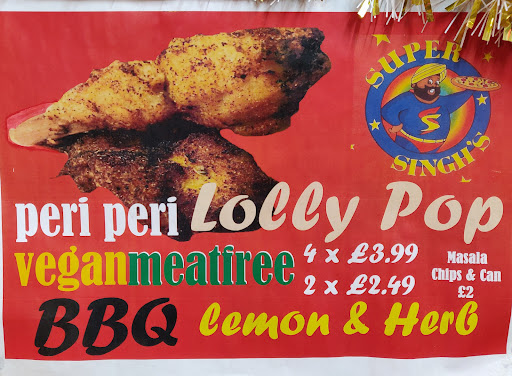 SUPER
SINGH'S
S
peri peri Lolly Pop
veganmeatfree
4 x £3.99
2 x £2.49
Masala
Chips & Can
£2
BBQ lemon & Herb